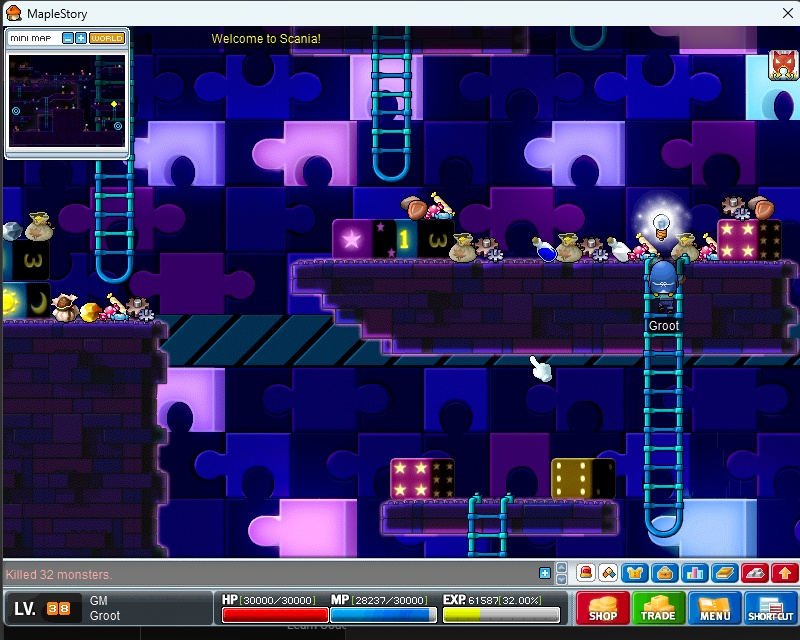 MapleStory
MINI MAP
WORLD
Welcome to Scania!
1
Groot
Killed 32 monsters.
LV. 38
GM
Groot
HP [30000/30000] MP [28237/30000] EXP. 61587[32.00%]
SHOP TRADE MENU SHORTCUT